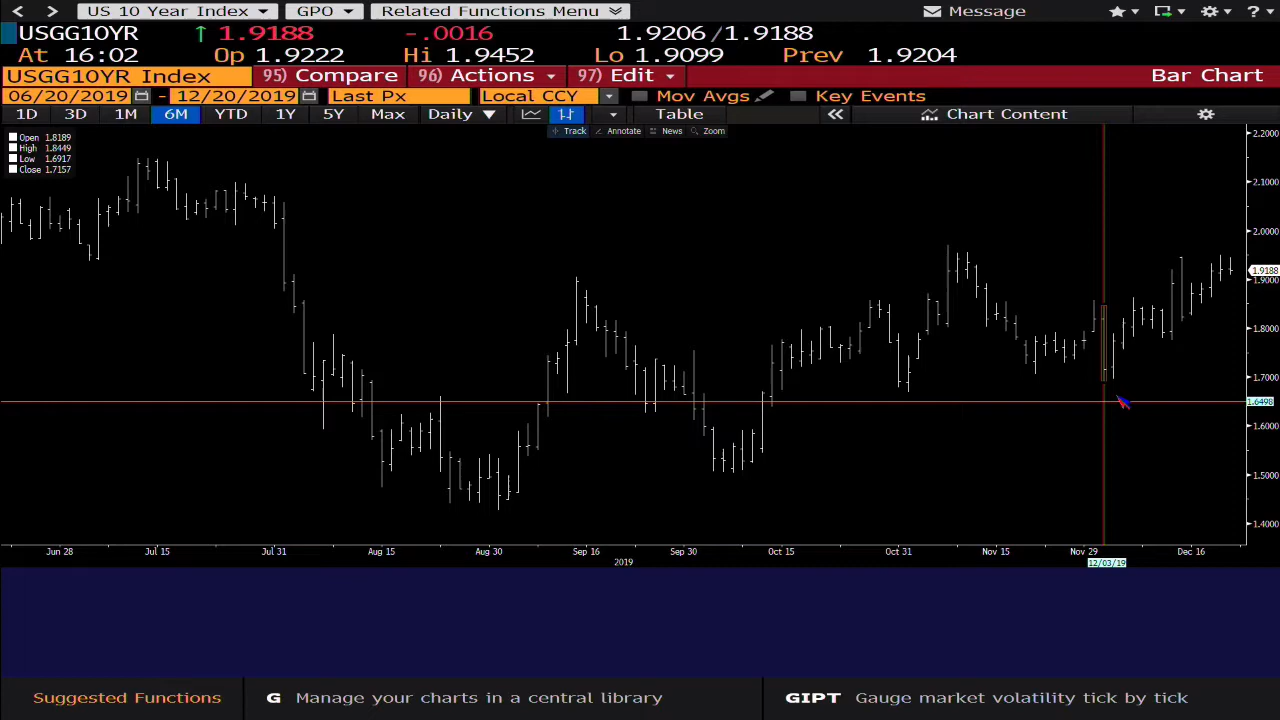 US 10 Year Index GPO Related Functions Menu Message
USGG10YR ↑ 1.9188 -.0016 1.9206/1.9188
At 16:02 Op 1.9222 Hi 1.9452 Lo 1.9099 Prev 1.9204
USGG10YR Index 95) Compare 96) Actions 97) Edit Bar Chart
06/20/2019 - 12/20/2019 Last Px Local CCY Mov Avgs Key Events
1D 3D 1M 6M YTD 1Y 5Y Max Daily ▼ Table « Chart Content
Track Annotate News Zoom
Open 1.8189
High 1.8449
Low 1.6917
Close 1.7157
2.2000
2.1000
2.0000
1.9188
1.9000
1.8000
1.7000
1.6498
1.6000
1.5000
1.4000
Jun 28 Jul 15 Jul 31 Aug 15 Aug 30 Sep 16 Sep 30 Oct 15 Oct 31 Nov 15 Nov 29 Dec 16
2019 12/03/19
Suggested Functions G Manage your charts in a central library GIPT Gauge market volatility tick by tick